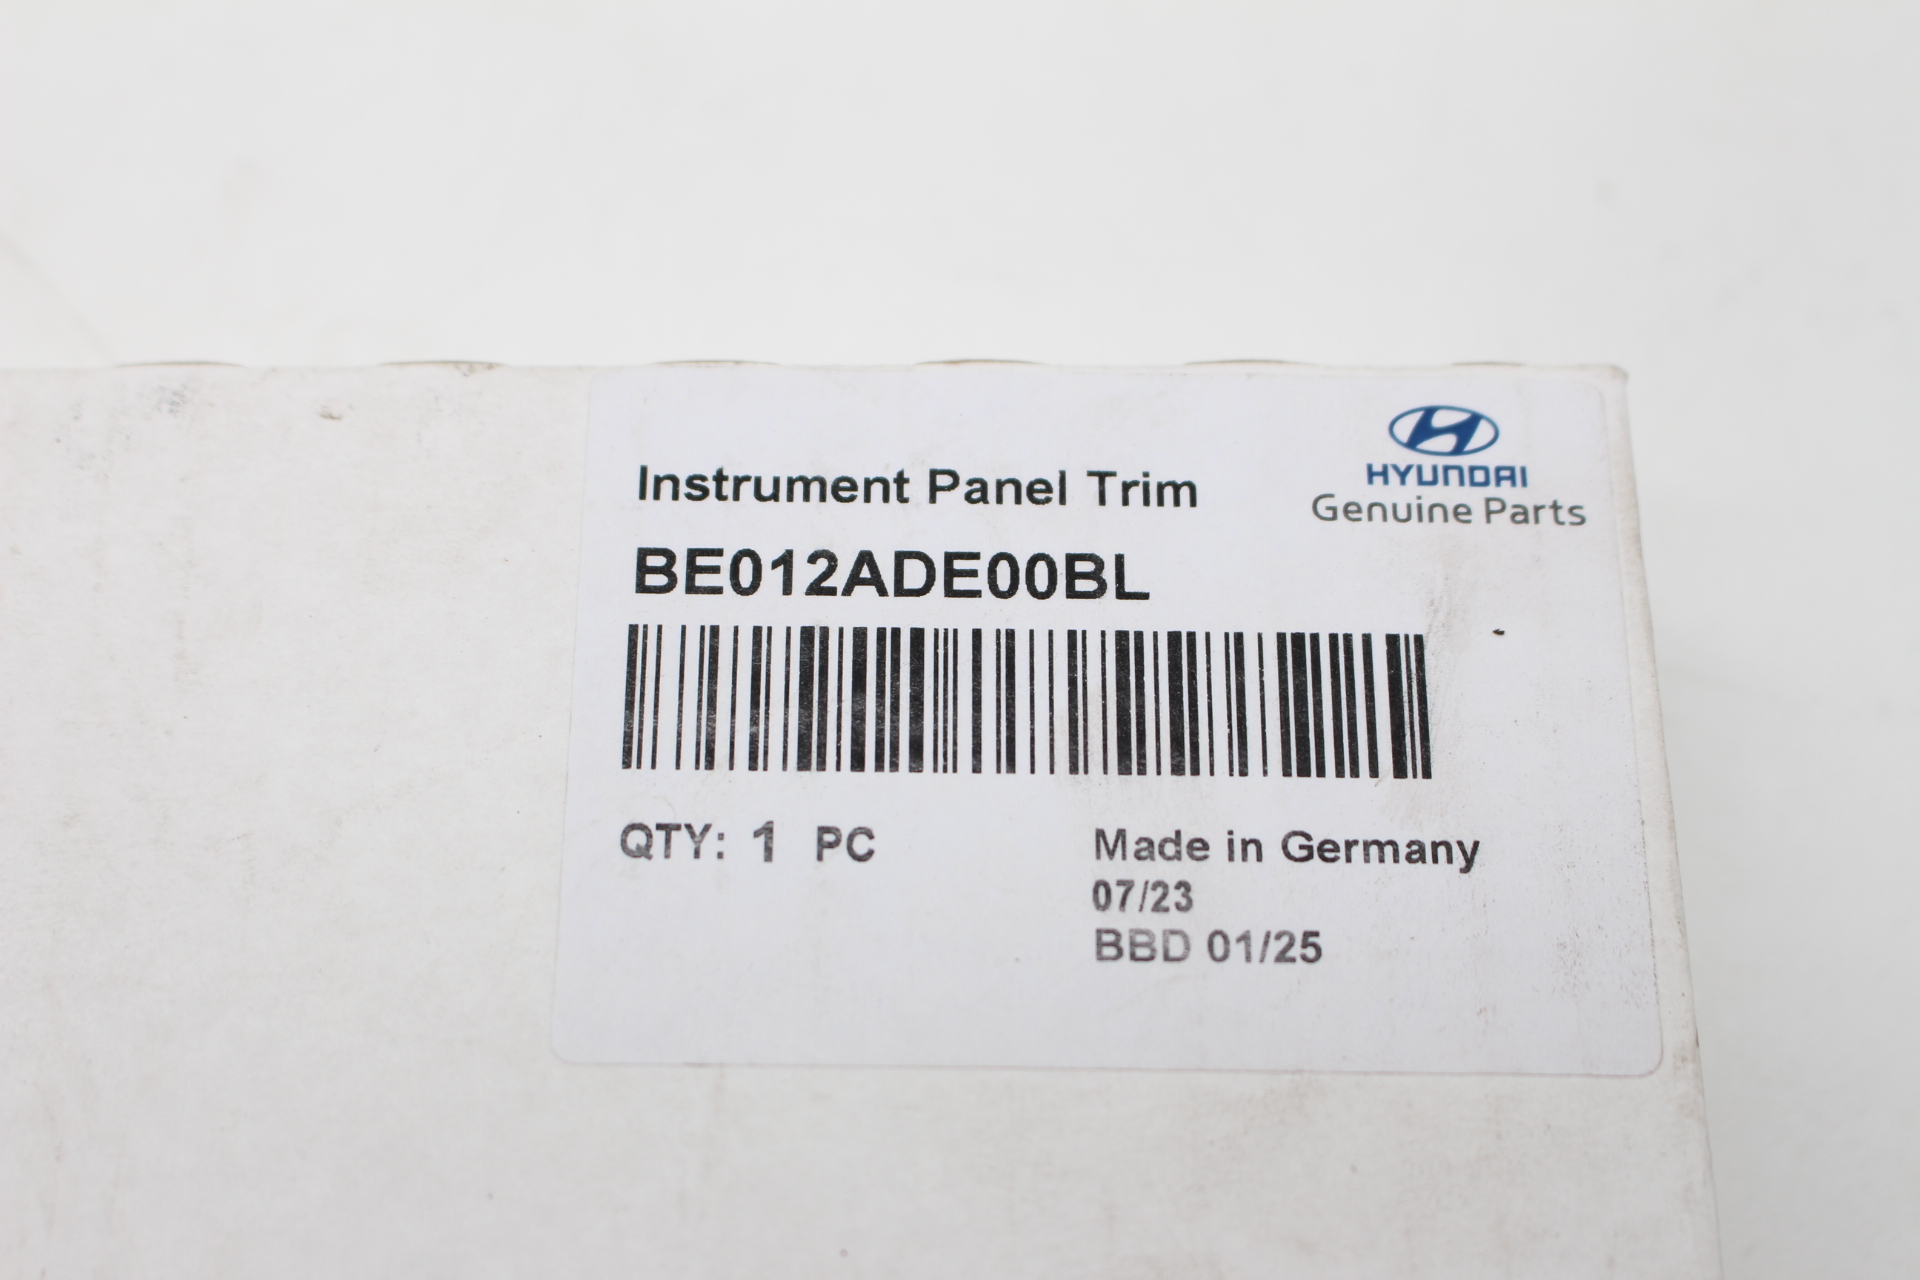 HYUNDAI
Genuine Parts
Instrument Panel Trim
BE012ADE00BL
QTY: 1 PC
Made in Germany
07/23
BBD 01/25